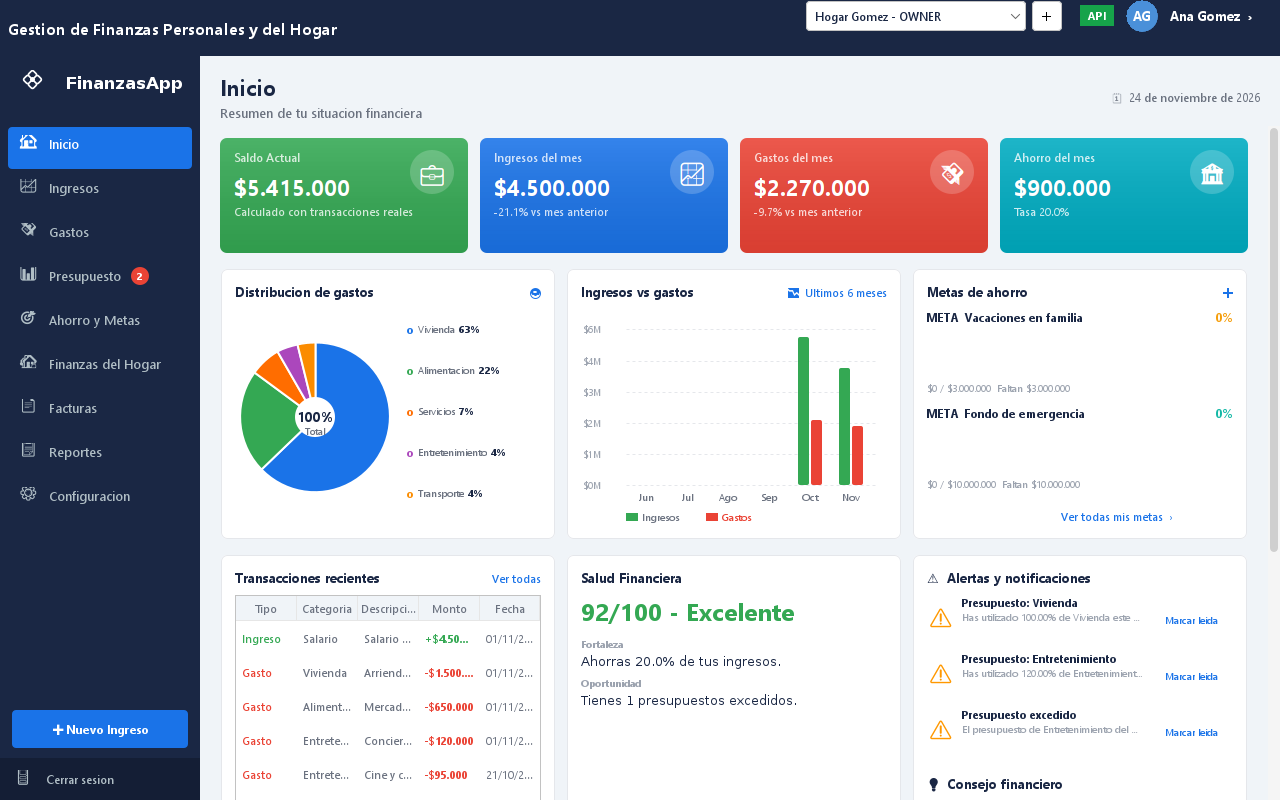 Gestion de Finanzas Personales y del Hogar
Hogar Gomez - OWNER
+
API
AG
Ana Gomez ›
FinanzasApp
Inicio
Ingresos
Gastos
Presupuesto 2
Ahorro y Metas
Finanzas del Hogar
Facturas
Reportes
Configuracion
+ Nuevo Ingreso
Cerrar sesion
Inicio
Resumen de tu situacion financiera
24 de noviembre de 2026
Saldo Actual
$5.415.000
Calculado con transacciones reales
Ingresos del mes
$4.500.000
-21.1% vs mes anterior
Gastos del mes
$2.270.000
-9.7% vs mes anterior
Ahorro del mes
$900.000
Tasa 20.0%
Distribucion de gastos
100%
Total
Vivienda 63%
Alimentacion 22%
Servicios 7%
Entretenimiento 4%
Transporte 4%
Ingresos vs gastos
Ultimos 6 meses
$6M
$4M
$3M
$2M
$1M
$0M
Jun Jul Ago Sep Oct Nov
Ingresos Gastos
Metas de ahorro
+
META Vacaciones en familia 0%
$0 / $3.000.000 Faltan $3.000.000
META Fondo de emergencia 0%
$0 / $10.000.000 Faltan $10.000.000
Ver todas mis metas ›
Transacciones recientes
Ver todas
Tipo Categoria Descripci... Monto Fecha
Ingreso Salario Salario ... +$4.50... 01/11/2...
Gasto Vivienda Arriend... -$1.500.... 01/11/2...
Gasto Aliment... Mercad... -$650.000 01/11/2...
Gasto Entrete... Concier... -$120.000 01/11/2...
Gasto Entrete... Cine y c... -$95.000 21/10/2...
Salud Financiera
92/100 - Excelente
Fortaleza
Ahorras 20.0% de tus ingresos.
Oportunidad
Tienes 1 presupuestos excedidos.
⚠ Alertas y notificaciones
Presupuesto: Vivienda
Has utilizado 100.00% de Vivienda este ...
Marcar leida
Presupuesto: Entretenimiento
Has utilizado 120.00% de Entretenimient...
Marcar leida
Presupuesto excedido
El presupuesto de Entretenimiento del ...
Marcar leida
Consejo financiero